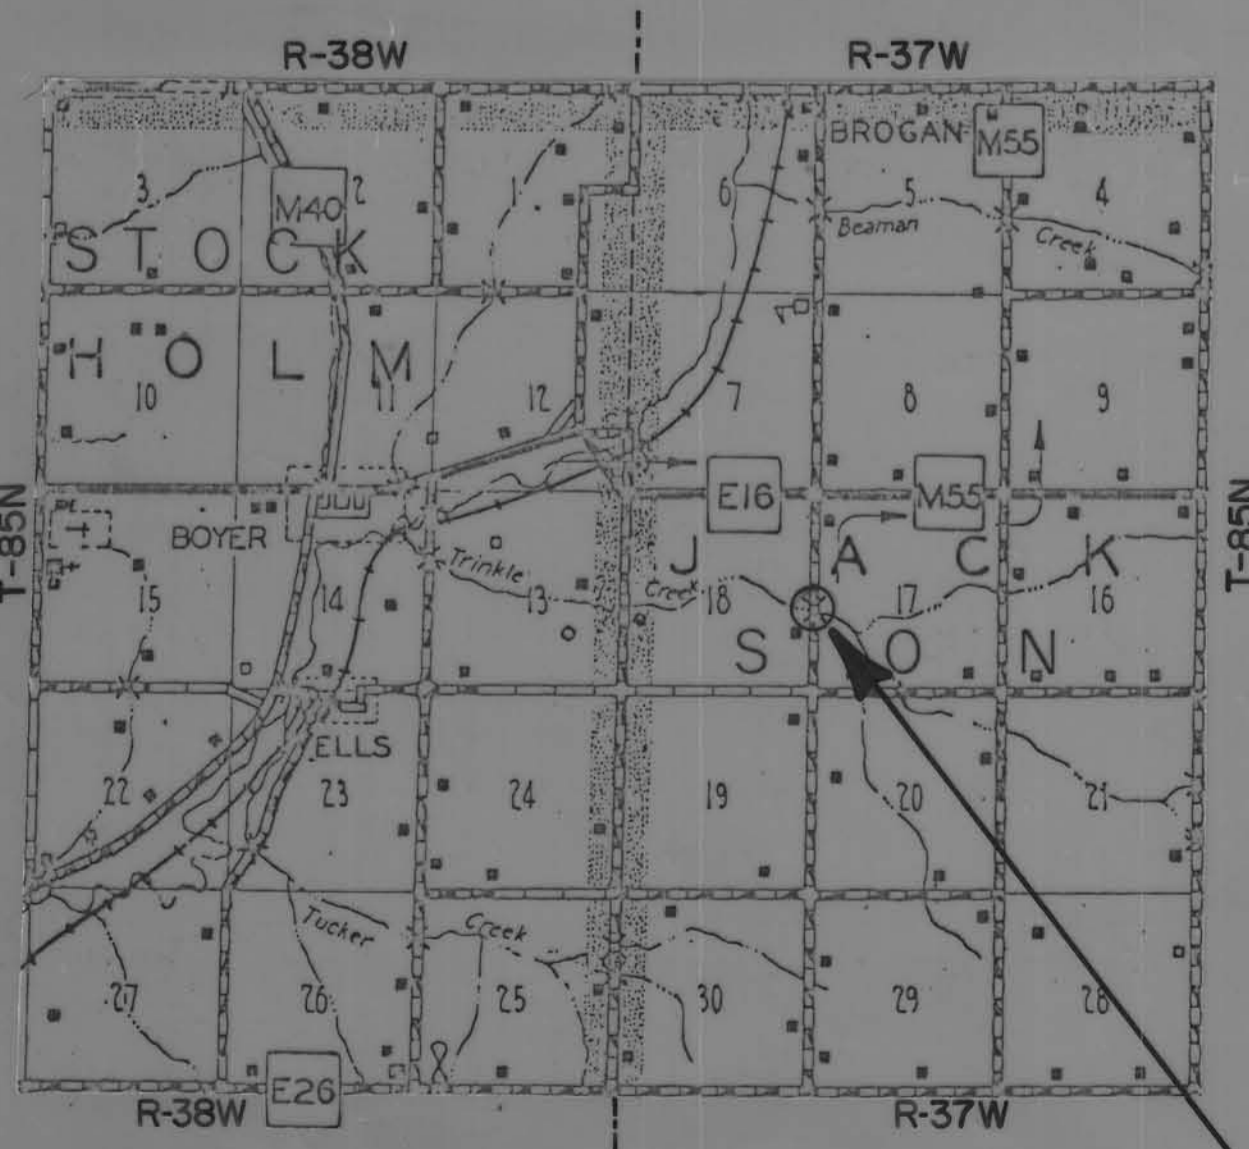 R-38W R-37W
BROGAN M55
3 2 1 6 5 4
M40
Beaman Creek
STOCK
HOLM
10 11 12 7 8 9
T-85N T-85N
E16 M55
BOYER
JACK
Trinkle Creek
15 14 13 18 17 16
SON
ELLS
22 23 24 19 20 21
Tucker Creek
27 26 25 30 29 28
E26
R-38W R-37W